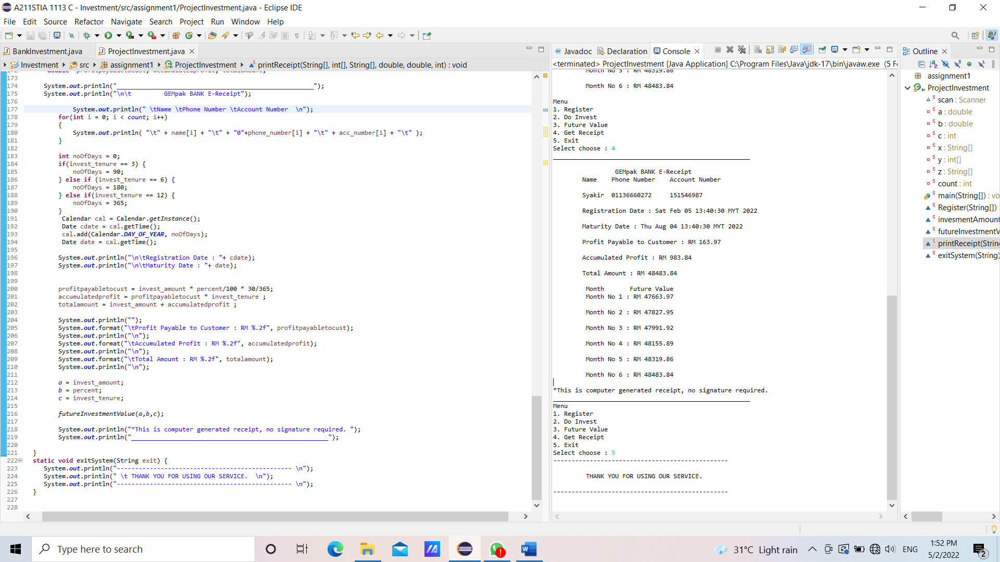 A211STIA 1113 C - Investment/src/assignment1/ProjectInvestment.java - Eclipse IDE
File Edit Source Refactor Navigate Search Project Run Window Help
BankInvestment.java ProjectInvestment.java
Investment src assignment1 ProjectInvestment printReceipt(String[], int[], String[], double, double, int) : void
173
174 System.out.println("______________________________________________________");
175 System.out.println("\n\t         GEMpak BANK E-Receipt");
176
177 System.out.println(" \tName \tPhone Number \tAccount Number  \n");
178 for(int i = 0; i < count; i++)
179 {
180 System.out.println( "\t" + name[i] + "\t" + "0"+phone_number[i] + "\t" + acc_number[i] + "\t" );
181 }
182
183 int noOfDays = 0;
184 if(invest_tenure == 3) {
185 noOfDays = 90;
186 } else if (invest_tenure == 6) {
187 noOfDays = 180;
188 } else if(invest_tenure == 12) {
189 noOfDays = 365;
190 }
191 Calendar cal = Calendar.getInstance();
192 Date cdate = cal.getTime();
193 cal.add(Calendar.DAY_OF_YEAR, noOfDays);
194 Date date = cal.getTime();
195
196 System.out.println("\n\tRegistration Date : "+ cdate);
197 System.out.println("\n\tMaturity Date : "+ date);
198
199
200 profitpayabletocust = invest_amount * percent/100 * 30/365;
201 accumulatedprofit = profitpayabletocust * invest_tenure ;
202 totalamount = invest_amount + accumulatedprofit ;
203
204 System.out.println("");
205 System.out.format("\tProfit Payable to Customer : RM %.2f", profitpayabletocust);
206 System.out.println("\n");
207 System.out.format("\tAccumulated Profit : RM %.2f", accumulatedprofit);
208 System.out.println("\n");
209 System.out.format("\tTotal Amount : RM %.2f", totalamount);
210 System.out.println("\n");
211
212 a = invest_amount;
213 b = percent;
214 c = invest_tenure;
215
216 futureInvestmentValue(a,b,c);
217
218 System.out.println("*This is computer generated receipt, no signature required. ");
219 System.out.println("______________________________________________________");
220
221 }
222 static void exitSystem(String exit) {
223 System.out.println("------------------------------------------------ \n");
224 System.out.println(" \t THANK YOU FOR USING OUR SERVICE.  \n");
225 System.out.println("------------------------------------------------ \n");
226 }
227
228
Javadoc Declaration Console
<terminated> ProjectInvestment [Java Application] C:\Program Files\Java\jdk-17\bin\javaw.exe (5 Fe
Month No 5 : RM 48319.86
Month No 6 : RM 48483.84
Menu
1. Register
2. Do Invest
3. Future Value
4. Get Receipt
5. Exit
Select choose : 4
______________________________________________________
GEMpak BANK E-Receipt
Name Phone Number Account Number
Syakir 01136660272 151546987
Registration Date : Sat Feb 05 13:40:30 MYT 2022
Maturity Date : Thu Aug 04 13:40:30 MYT 2022
Profit Payable to Customer : RM 163.97
Accumulated Profit : RM 983.84
Total Amount : RM 48483.84
Month Future Value
Month No 1 : RM 47663.97
Month No 2 : RM 47827.95
Month No 3 : RM 47991.92
Month No 4 : RM 48155.89
Month No 5 : RM 48319.86
Month No 6 : RM 48483.84
*This is computer generated receipt, no signature required.
______________________________________________________
Menu
1. Register
2. Do Invest
3. Future Value
4. Get Receipt
5. Exit
Select choose : 5
------------------------------------------------
THANK YOU FOR USING OUR SERVICE.
------------------------------------------------
Outline
assignment1
ProjectInvestment
scan : Scanner
a : double
b : double
c : int
x : String[]
y : int[]
z : String[]
count : int
main(String[]) : vo
Register(String[])
invesmentAmount
futureInvestmentV
printReceipt(String
exitSystem(String)
Type here to search
31°C Light rain
ENG
1:52 PM
5/2/2022
2